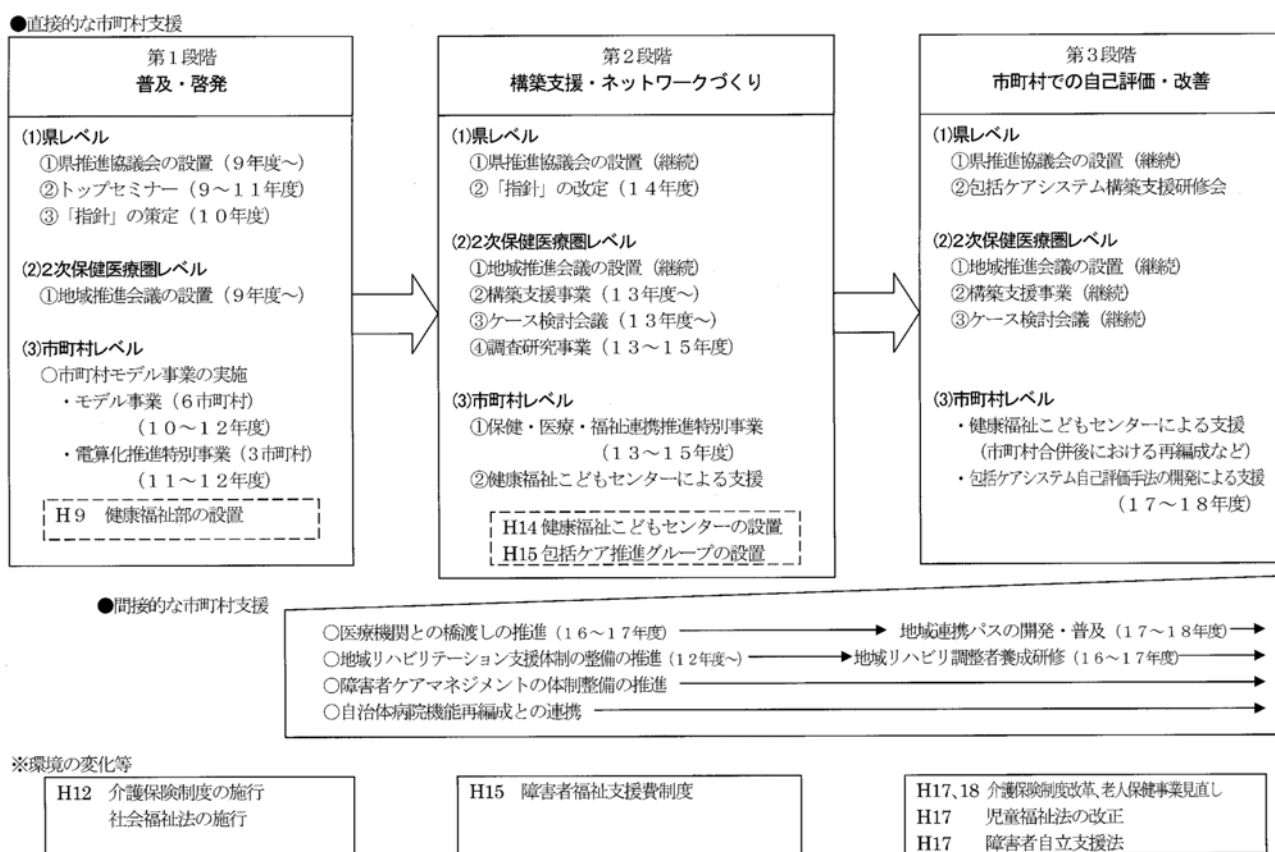 ●直接的な市町村支援
第1段階
普及・啓発
(1)県レベル
①県推進協議会の設置（9年度～）
②トップセミナー（9～11年度）
③「指針」の策定（10年度）
(2)2次保健医療圏レベル
①地域推進会議の設置（9年度～）
(3)市町村レベル
○市町村モデル事業の実施
・モデル事業（6市町村）
（10～12年度）
・電算化推進特別事業（3市町村）
（11～12年度）
H9 健康福祉部の設置
第2段階
構築支援・ネットワークづくり
(1)県レベル
①県推進協議会の設置（継続）
②「指針」の改定（14年度）
(2)2次保健医療圏レベル
①地域推進会議の設置（継続）
②構築支援事業（13年度～）
③ケース検討会議（13年度～）
④調査研究事業（13～15年度）
(3)市町村レベル
①保健・医療・福祉連携推進特別事業
（13～15年度）
②健康福祉こどもセンターによる支援
H14 健康福祉こどもセンターの設置
H15 包括ケア推進グループの設置
第3段階
市町村での自己評価・改善
(1)県レベル
①県推進協議会の設置（継続）
②包括ケアシステム構築支援研修会
(2)2次保健医療圏レベル
①地域推進会議の設置（継続）
②構築支援事業（継続）
③ケース検討会議（継続）
(3)市町村レベル
・健康福祉こどもセンターによる支援
（市町村合併後における再編成など）
・包括ケアシステム自己評価手法の開発による支援
（17～18年度）
●間接的な市町村支援
○医療機関との橋渡しの推進（16～17年度） 地域連携パスの開発・普及（17～18年度）
○地域リハビリテーション支援体制の整備の推進（12年度～） 地域リハビリ調整者養成研修（16～17年度）
○障害者ケアマネジメントの体制整備の推進
○自治体病院機能再編成との連携
※環境の変化等
H12 介護保険制度の施行
社会福祉法の施行
H15 障害者福祉支援費制度
H17、18 介護保険制度改革、老人保健事業見直し
H17 児童福祉法の改正
H17 障害者自立支援法